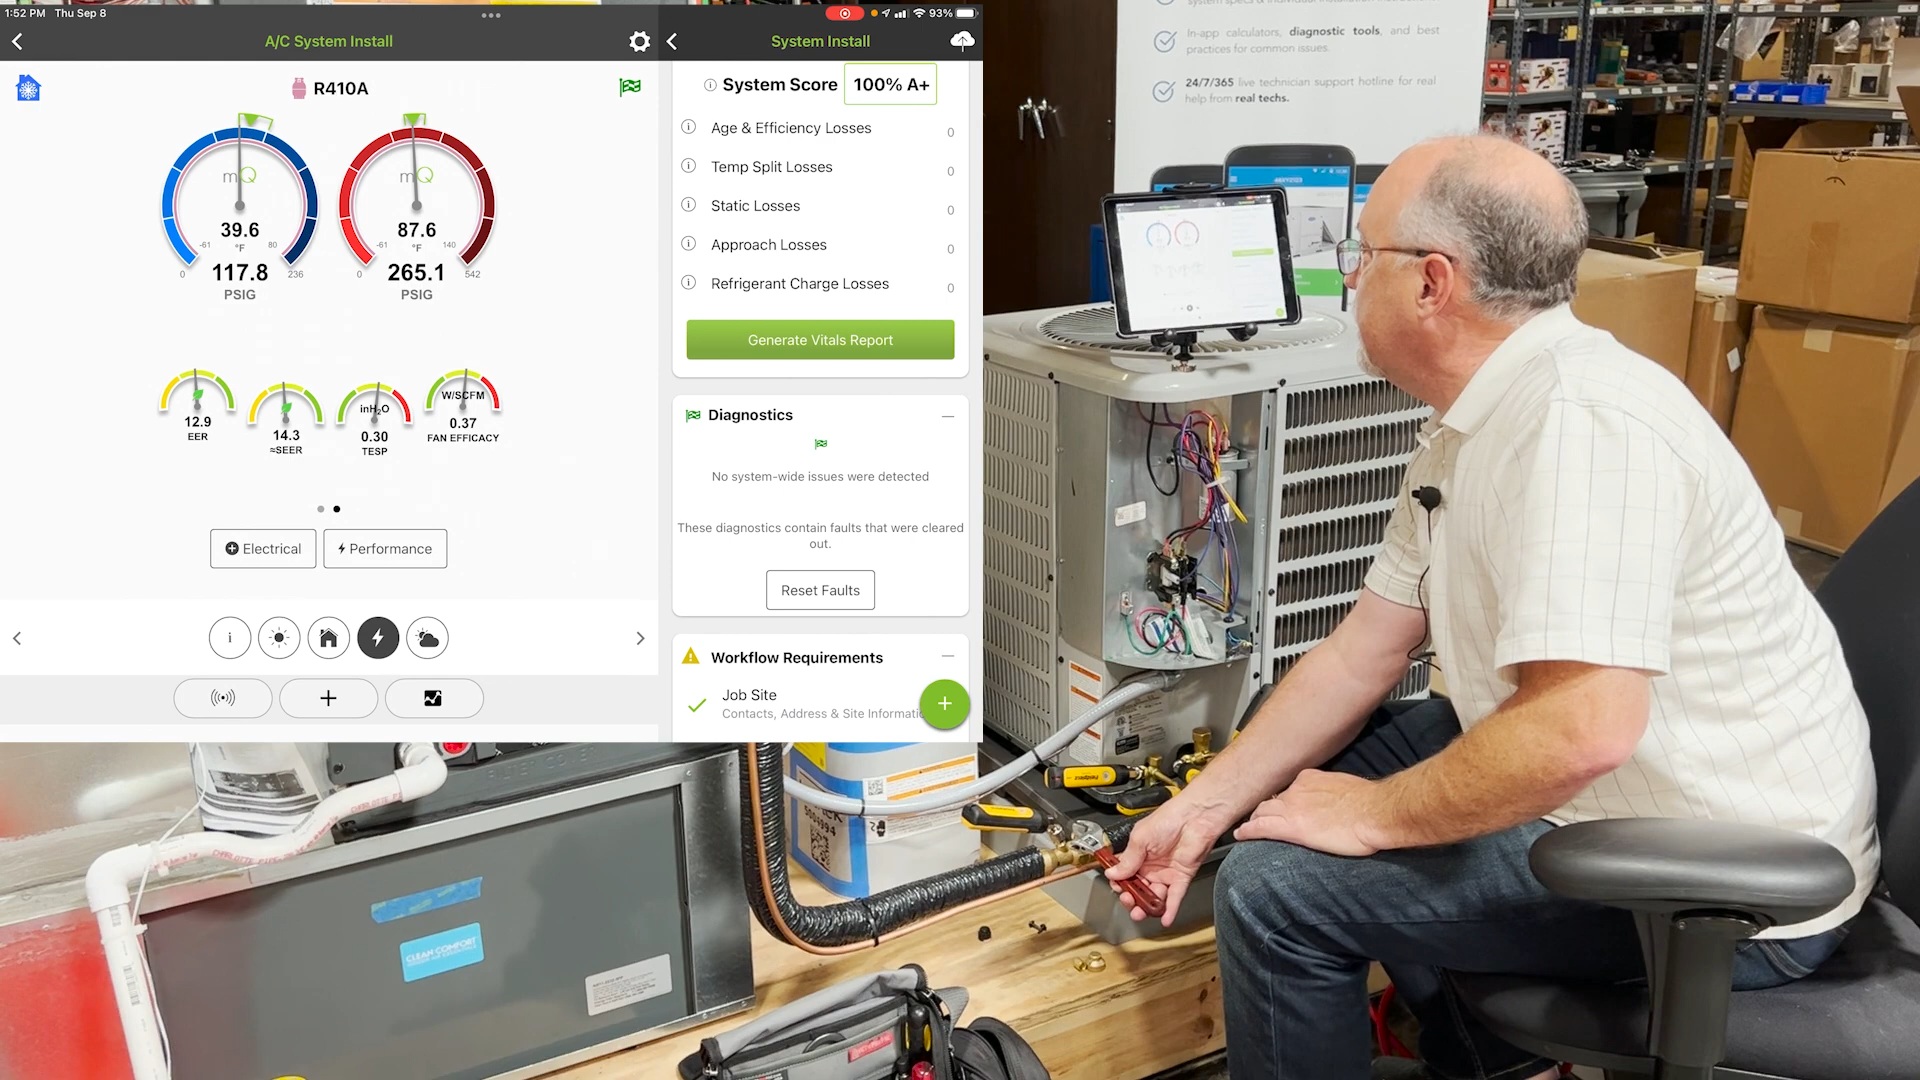 1:52 PM Thu Sep 8
93%
A/C System Install
System Install
R410A
mQ
39.6
°F
-61
80
117.8
0
236
PSIG
mQ
87.6
°F
-61
140
265.1
0
542
PSIG
12.9
EER
14.3
≈SEER
inH₂O
0.30
TESP
W/SCFM
0.37
FAN EFFICACY
Electrical
Performance
System Score
100% A+
Age & Efficiency Losses
0
Temp Split Losses
0
Static Losses
0
Approach Losses
0
Refrigerant Charge Losses
0
Generate Vitals Report
Diagnostics
No system-wide issues were detected
These diagnostics contain faults that were cleared
out.
Reset Faults
Workflow Requirements
Job Site
Contacts, Address & Site Informatio
In-app calculators, diagnostic tools, and best
practices for common issues.
24/7/365 live technician support hotline for real
help from real techs.
CLEAN COMFORT